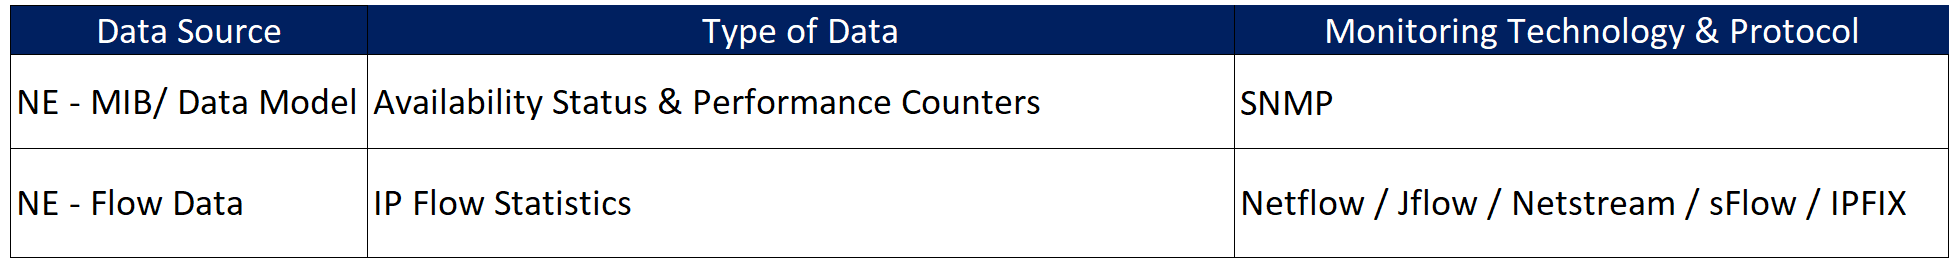 Data Source Type of Data Monitoring Technology & Protocol
NE - MIB/ Data Model Availability Status & Performance Counters SNMP
NE - Flow Data IP Flow Statistics Netflow / Jflow / Netstream / sFlow / IPFIX